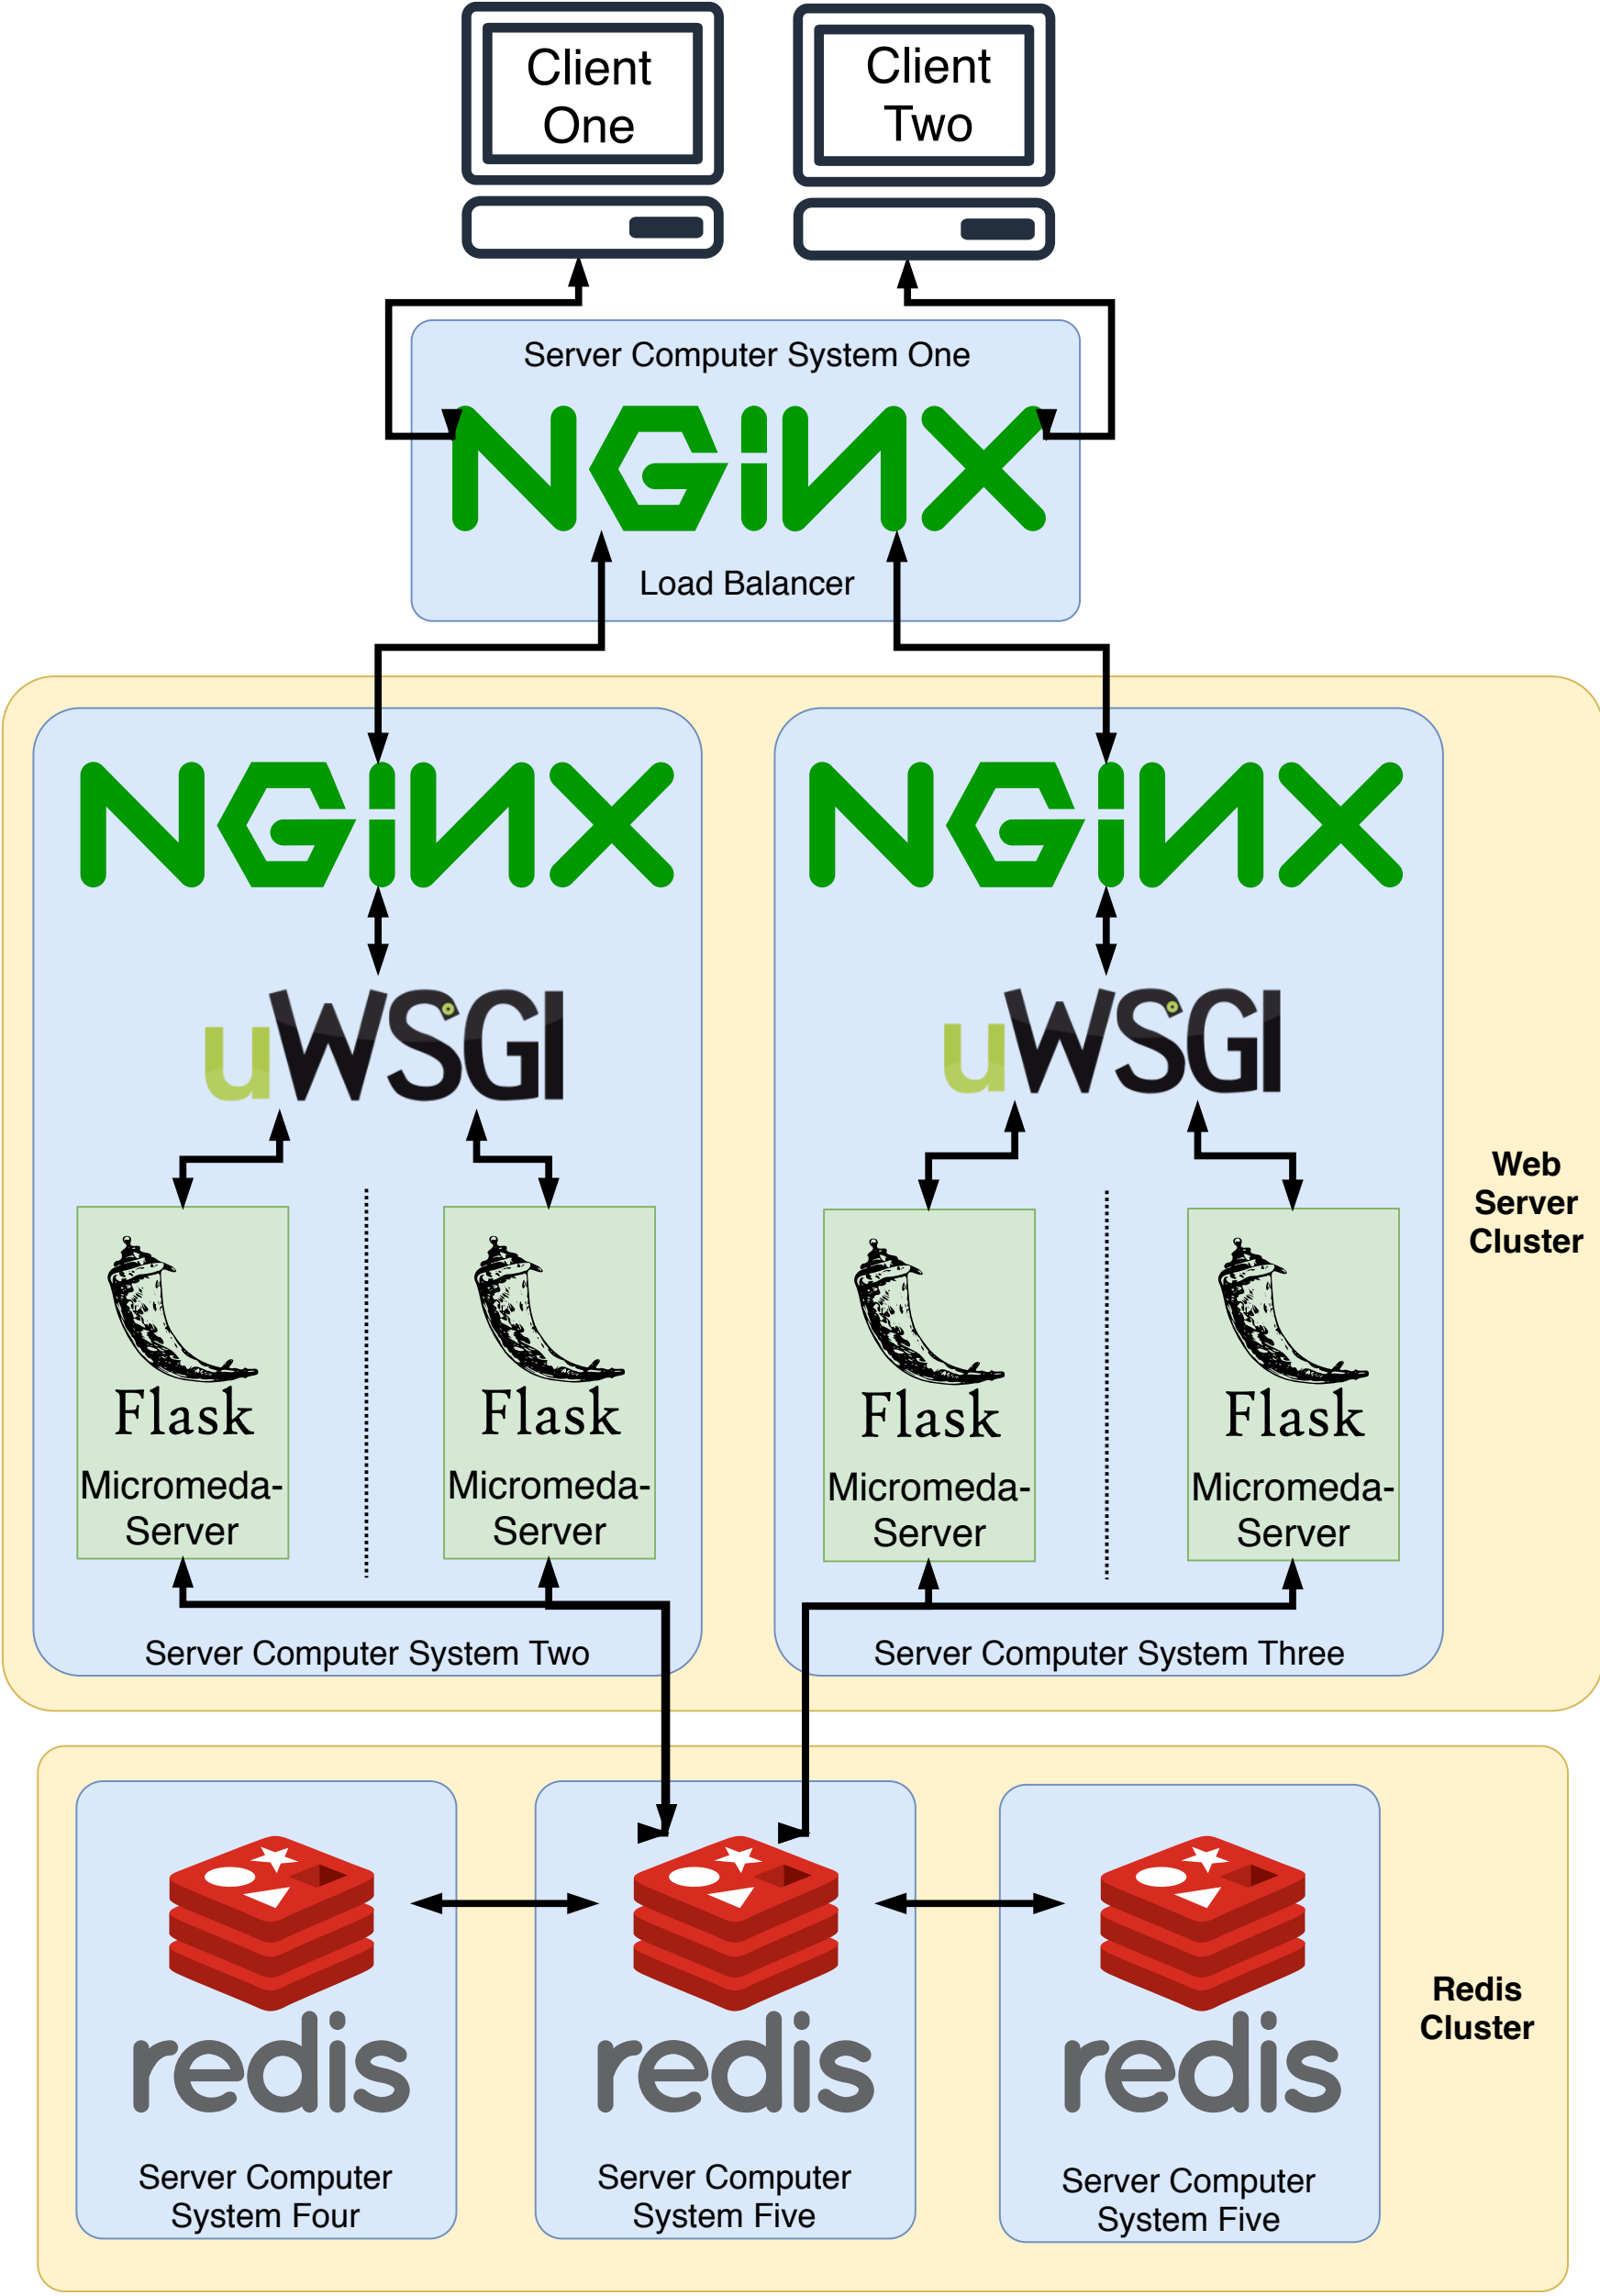 Client
One
Client
Two
Server Computer System One
NGiNX
Load Balancer
NGiNX
NGiNX
uWSGI
uWSGI
Flask
Micromeda-
Server
Flask
Micromeda-
Server
Flask
Micromeda-
Server
Flask
Micromeda-
Server
Web
Server
Cluster
Server Computer System Two
Server Computer System Three
redis
redis
redis
Redis
Cluster
Server Computer
System Four
Server Computer
System Five
Server Computer
System Five